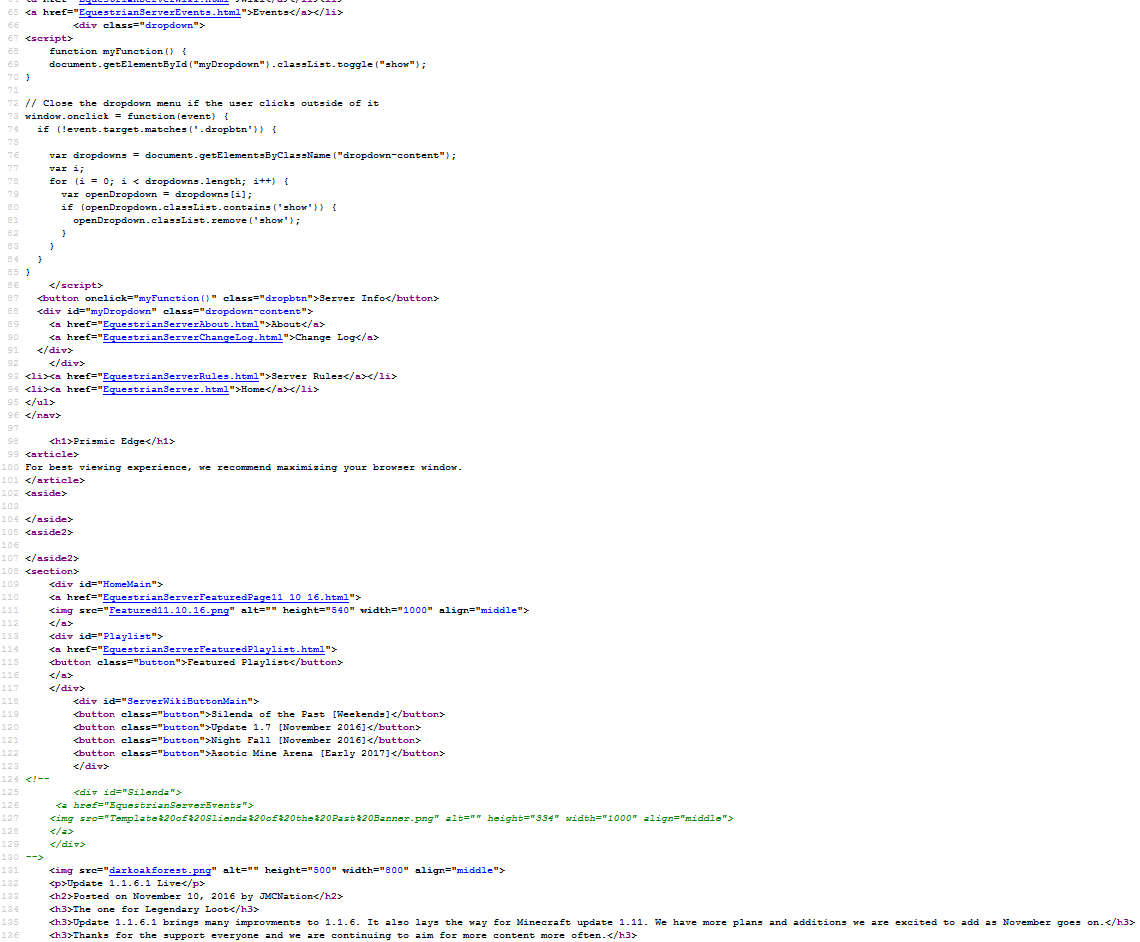 65 <a href="EquestrianServerEvents.html">Events</a></li>
66 <div class="dropdown">
67 <script>
68 function myFunction() {
69 document.getElementById("myDropdown").classList.toggle("show");
70 }
71
72 // Close the dropdown menu if the user clicks outside of it
73 window.onclick = function(event) {
74 if (!event.target.matches('.dropbtn')) {
75
76 var dropdowns = document.getElementsByClassName("dropdown-content");
77 var i;
78 for (i = 0; i < dropdowns.length; i++) {
79 var openDropdown = dropdowns[i];
80 if (openDropdown.classList.contains('show')) {
81 openDropdown.classList.remove('show');
82 }
83 }
84 }
85 }
86 </script>
87 <button onclick="myFunction()" class="dropbtn">Server Info</button>
88 <div id="myDropdown" class="dropdown-content">
89 <a href="EquestrianServerAbout.html">About</a>
90 <a href="EquestrianServerChangeLog.html">Change Log</a>
91 </div>
92 </div>
93 <li><a href="EquestrianServerRules.html">Server Rules</a></li>
94 <li><a href="EquestrianServer.html">Home</a></li>
95 </ul>
96 </nav>
97
98 <h1>Prismic Edge</h1>
99 <article>
100 For best viewing experience, we recommend maximizing your browser window.
101 </article>
102 <aside>
103
104 </aside>
105 <aside2>
106
107 </aside2>
108 <section>
109 <div id="HomeMain">
110 <a href="EquestrianServerFeaturedPage11_10_16.html">
111 <img src="Featured11.10.16.png" alt="" height="540" width="1000" align="middle">
112 </a>
113 <div id="Playlist">
114 <a href="EquestrianServerFeaturedPlaylist.html">
115 <button class="button">Featured Playlist</button>
116 </a>
117 </div>
118 <div id="ServerWikiButtonMain">
119 <button class="button">Silenda of the Past [Weekends]</button>
120 <button class="button">Update 1.7 [November 2016]</button>
121 <button class="button">Night Fall [November 2016]</button>
122 <button class="button">Azotic Mine Arena [Early 2017]</button>
123 </div>
124 <!--
125 <div id="Silenda">
126 <a href="EquestrianServerEvents">
127 <img src="Template%20of%20Slienda%20of%20the%20Past%20Banner.png" alt="" height="334" width="1000" align="middle">
128 </a>
129 </div>
130 -->
131 <img src="darkoakforest.png" alt="" height="500" width="800" align="middle">
132 <p>Update 1.1.6.1 Live</p>
133 <h2>Posted on November 10, 2016 by JMCNation</h2>
134 <h3>The one for Legendary Loot</h3>
135 <h3>Update 1.1.6.1 brings many improvments to 1.1.6. It also lays the way for Minecraft update 1.11. We have more plans and additions we are excited to add as November goes on.</h3>
136 <h3>Thanks for the support everyone and we are continuing to aim for more content more often.</h3>